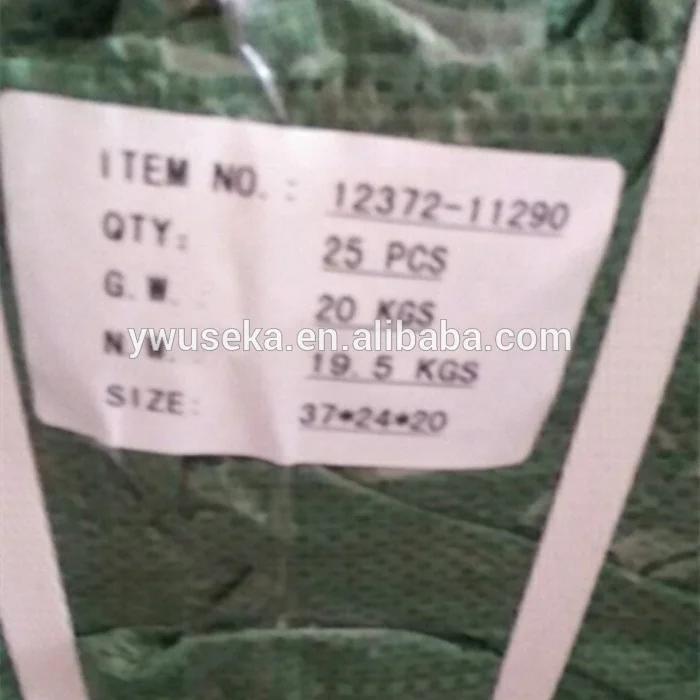 ITEM NO.: 12372-11290
QTY: 25 PCS
G.W.: 20 KGS
ywuseka.en.alibaba.com
N.W.: 19.5 KGS
SIZE: 37*24*20